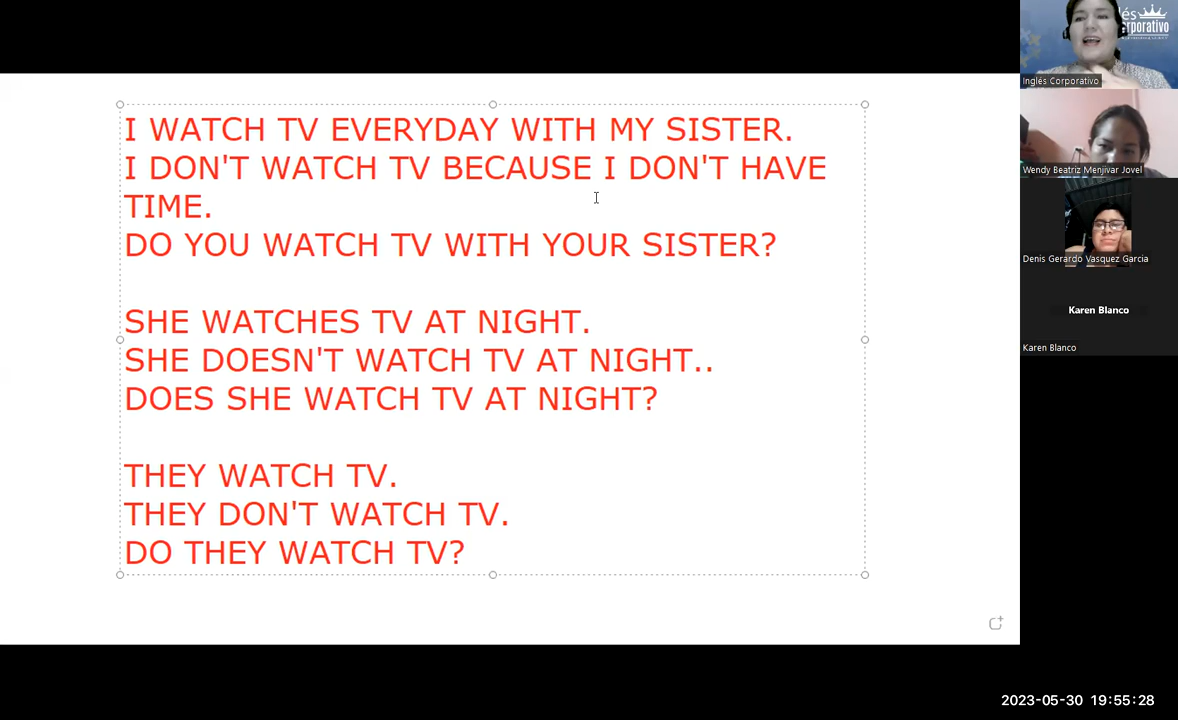 I WATCH TV EVERYDAY WITH MY SISTER.
I DON'T WATCH TV BECAUSE I DON'T HAVE
TIME.
DO YOU WATCH TV WITH YOUR SISTER?
SHE WATCHES TV AT NIGHT.
SHE DOESN'T WATCH TV AT NIGHT..
DOES SHE WATCH TV AT NIGHT?
THEY WATCH TV.
THEY DON'T WATCH TV.
DO THEY WATCH TV?
Inglés Corporativo
Wendy Beatriz Menjivar Jovel
Denis Gerardo Vasquez Garcia
Karen Blanco
Karen Blanco
2023-05-30 19:55:28